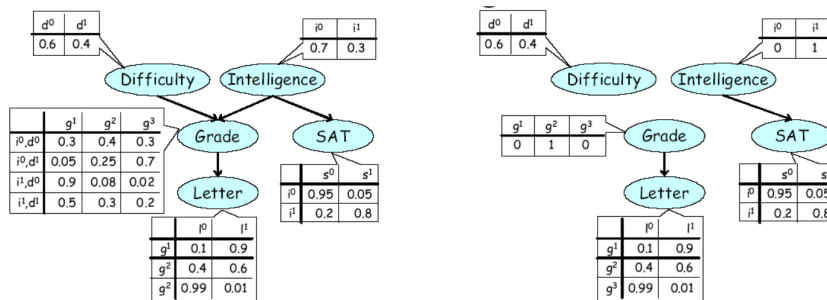 d⁰ d¹
0.6 0.4
i⁰ i¹
0.7 0.3
Difficulty
Intelligence
g¹ g² g³
i⁰,d⁰ 0.3 0.4 0.3
i⁰,d¹ 0.05 0.25 0.7
i¹,d⁰ 0.9 0.08 0.02
i¹,d¹ 0.5 0.3 0.2
Grade
SAT
s⁰ s¹
i⁰ 0.95 0.05
i¹ 0.2 0.8
Letter
l⁰ l¹
g¹ 0.1 0.9
g² 0.4 0.6
g² 0.99 0.01
d⁰ d¹
0.6 0.4
i⁰ i¹
0 1
Difficulty
Intelligence
g¹ g² g³
0 1 0
Grade
SAT
s⁰ s¹
i⁰ 0.95 0.05
i¹ 0.2 0.8
Letter
l⁰ l¹
g¹ 0.1 0.9
g² 0.4 0.6
g³ 0.99 0.01